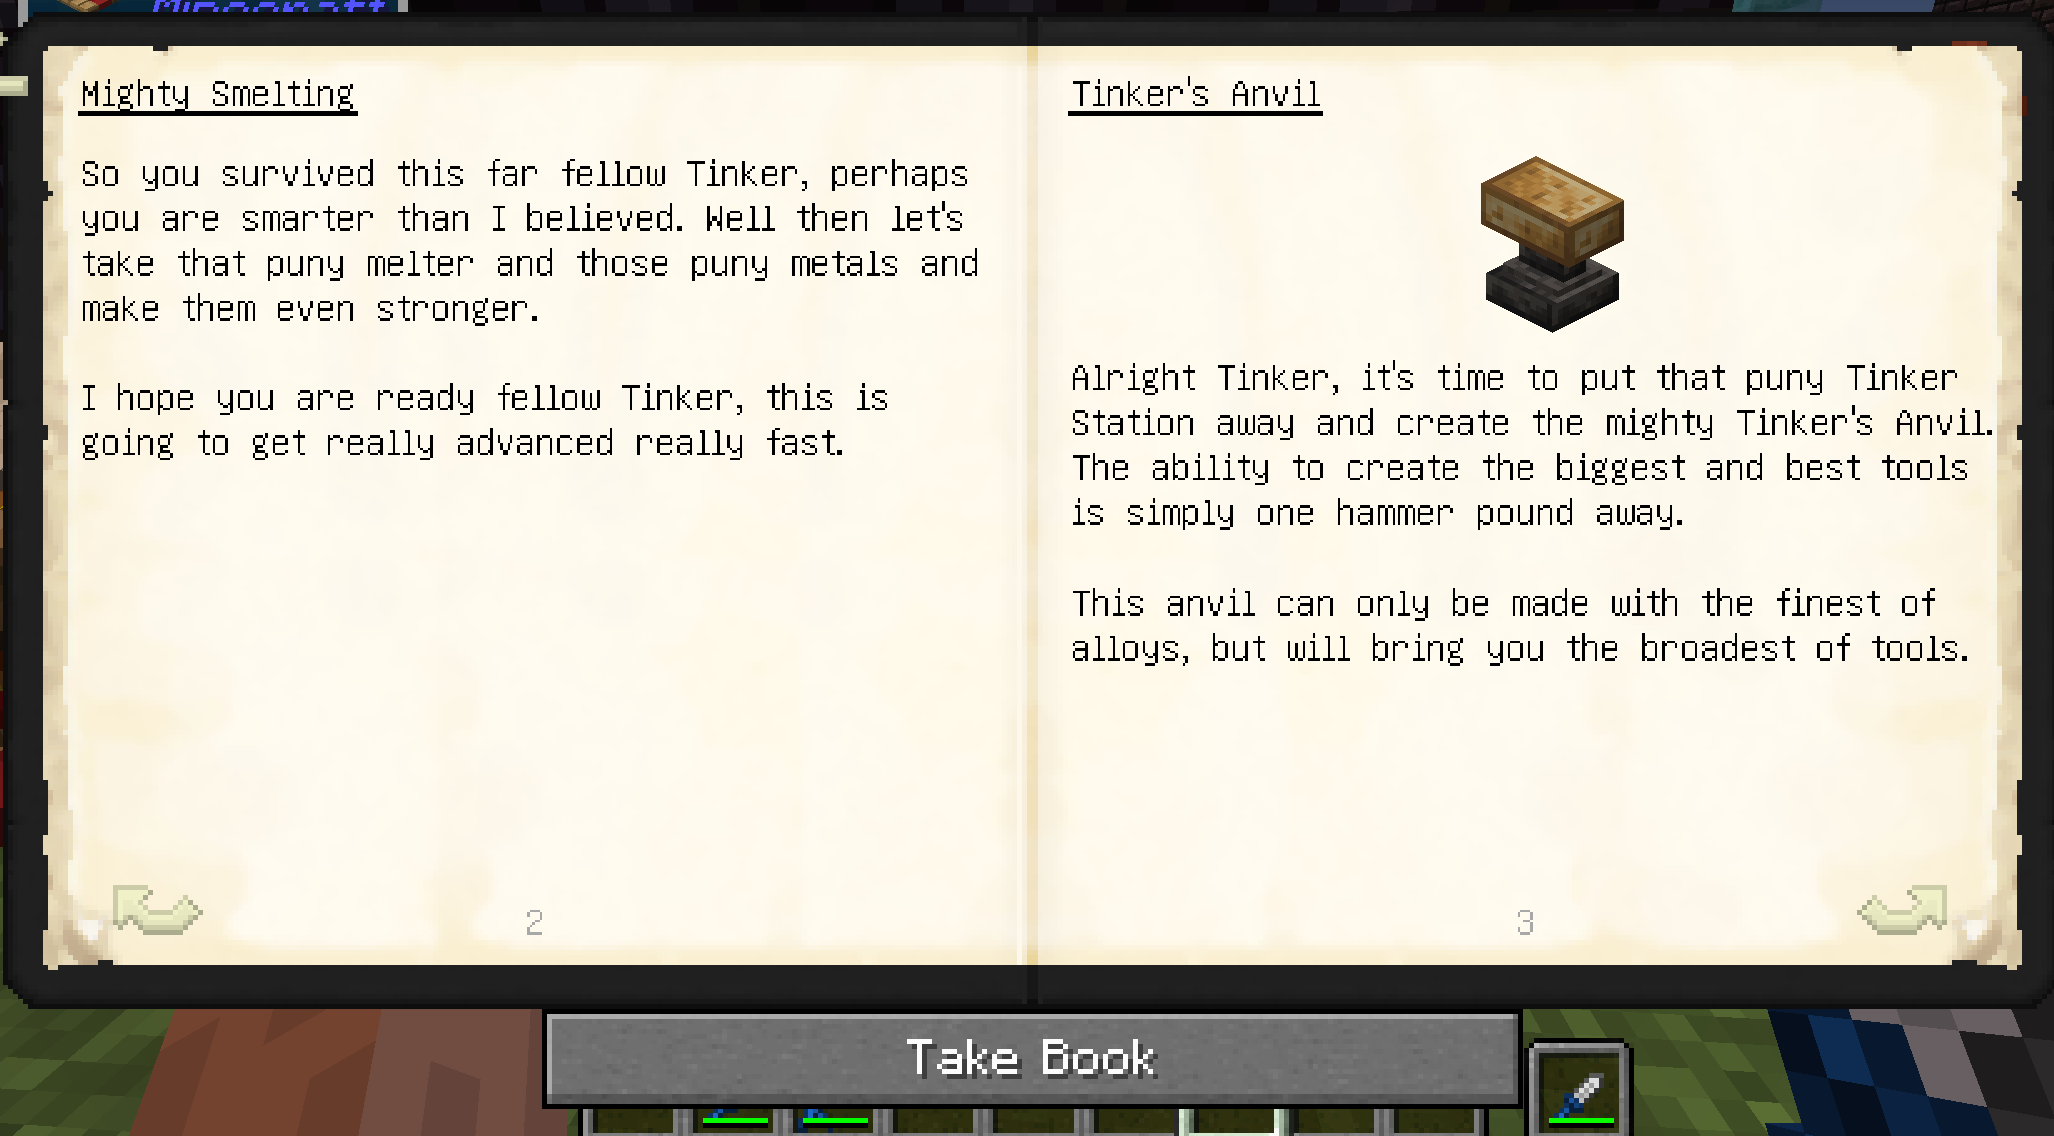 Minecraft
Mighty Smelting
So you survived this far fellow Tinker, perhaps
you are smarter than I believed. Well then let's
take that puny melter and those puny metals and
make them even stronger.
I hope you are ready fellow Tinker, this is
going to get really advanced really fast.
2
Tinker's Anvil
Alright Tinker, it's time to put that puny Tinker
Station away and create the mighty Tinker's Anvil.
The ability to create the biggest and best tools
is simply one hammer pound away.
This anvil can only be made with the finest of
alloys, but will bring you the broadest of tools.
3
Take Book